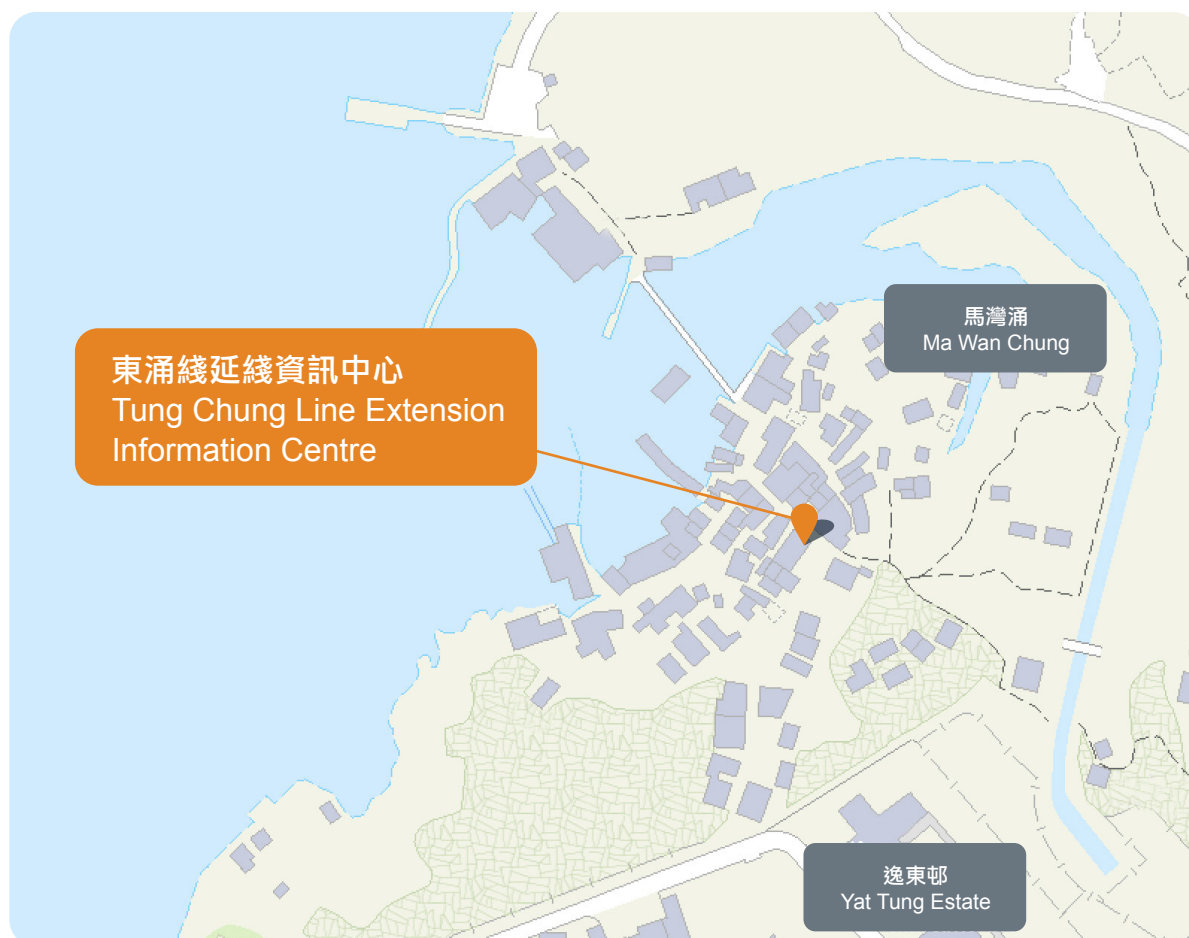 馬灣涌
Ma Wan Chung
東涌綫延綫資訊中心
Tung Chung Line Extension
Information Centre
逸東邨
Yat Tung Estate